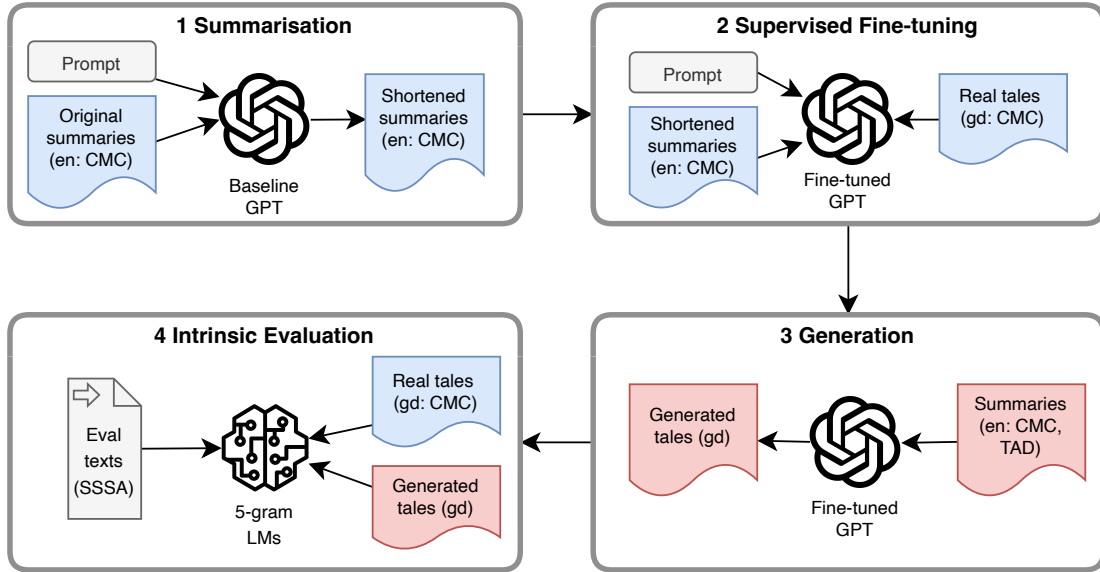 1 Summarisation
Prompt
Original
summaries
(en: CMC)
Baseline
GPT
Shortened
summaries
(en: CMC)
2 Supervised Fine-tuning
Prompt
Shortened
summaries
(en: CMC)
Fine-tuned
GPT
Real tales
(gd: CMC)
4 Intrinsic Evaluation
Eval
texts
(SSSA)
5-gram
LMs
Real tales
(gd: CMC)
Generated
tales (gd)
3 Generation
Generated
tales (gd)
Fine-tuned
GPT
Summaries
(en: CMC,
TAD)